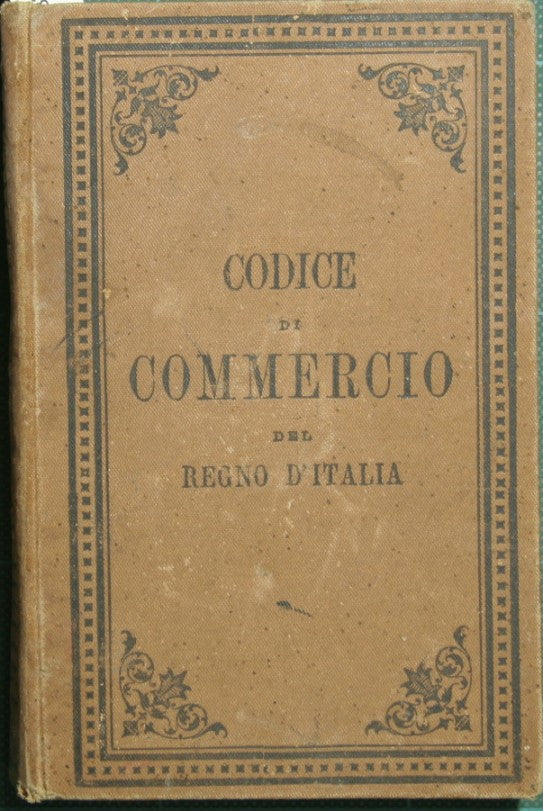 CODICE
DI
COMMERCIO
DEL
REGNO D'ITALIA